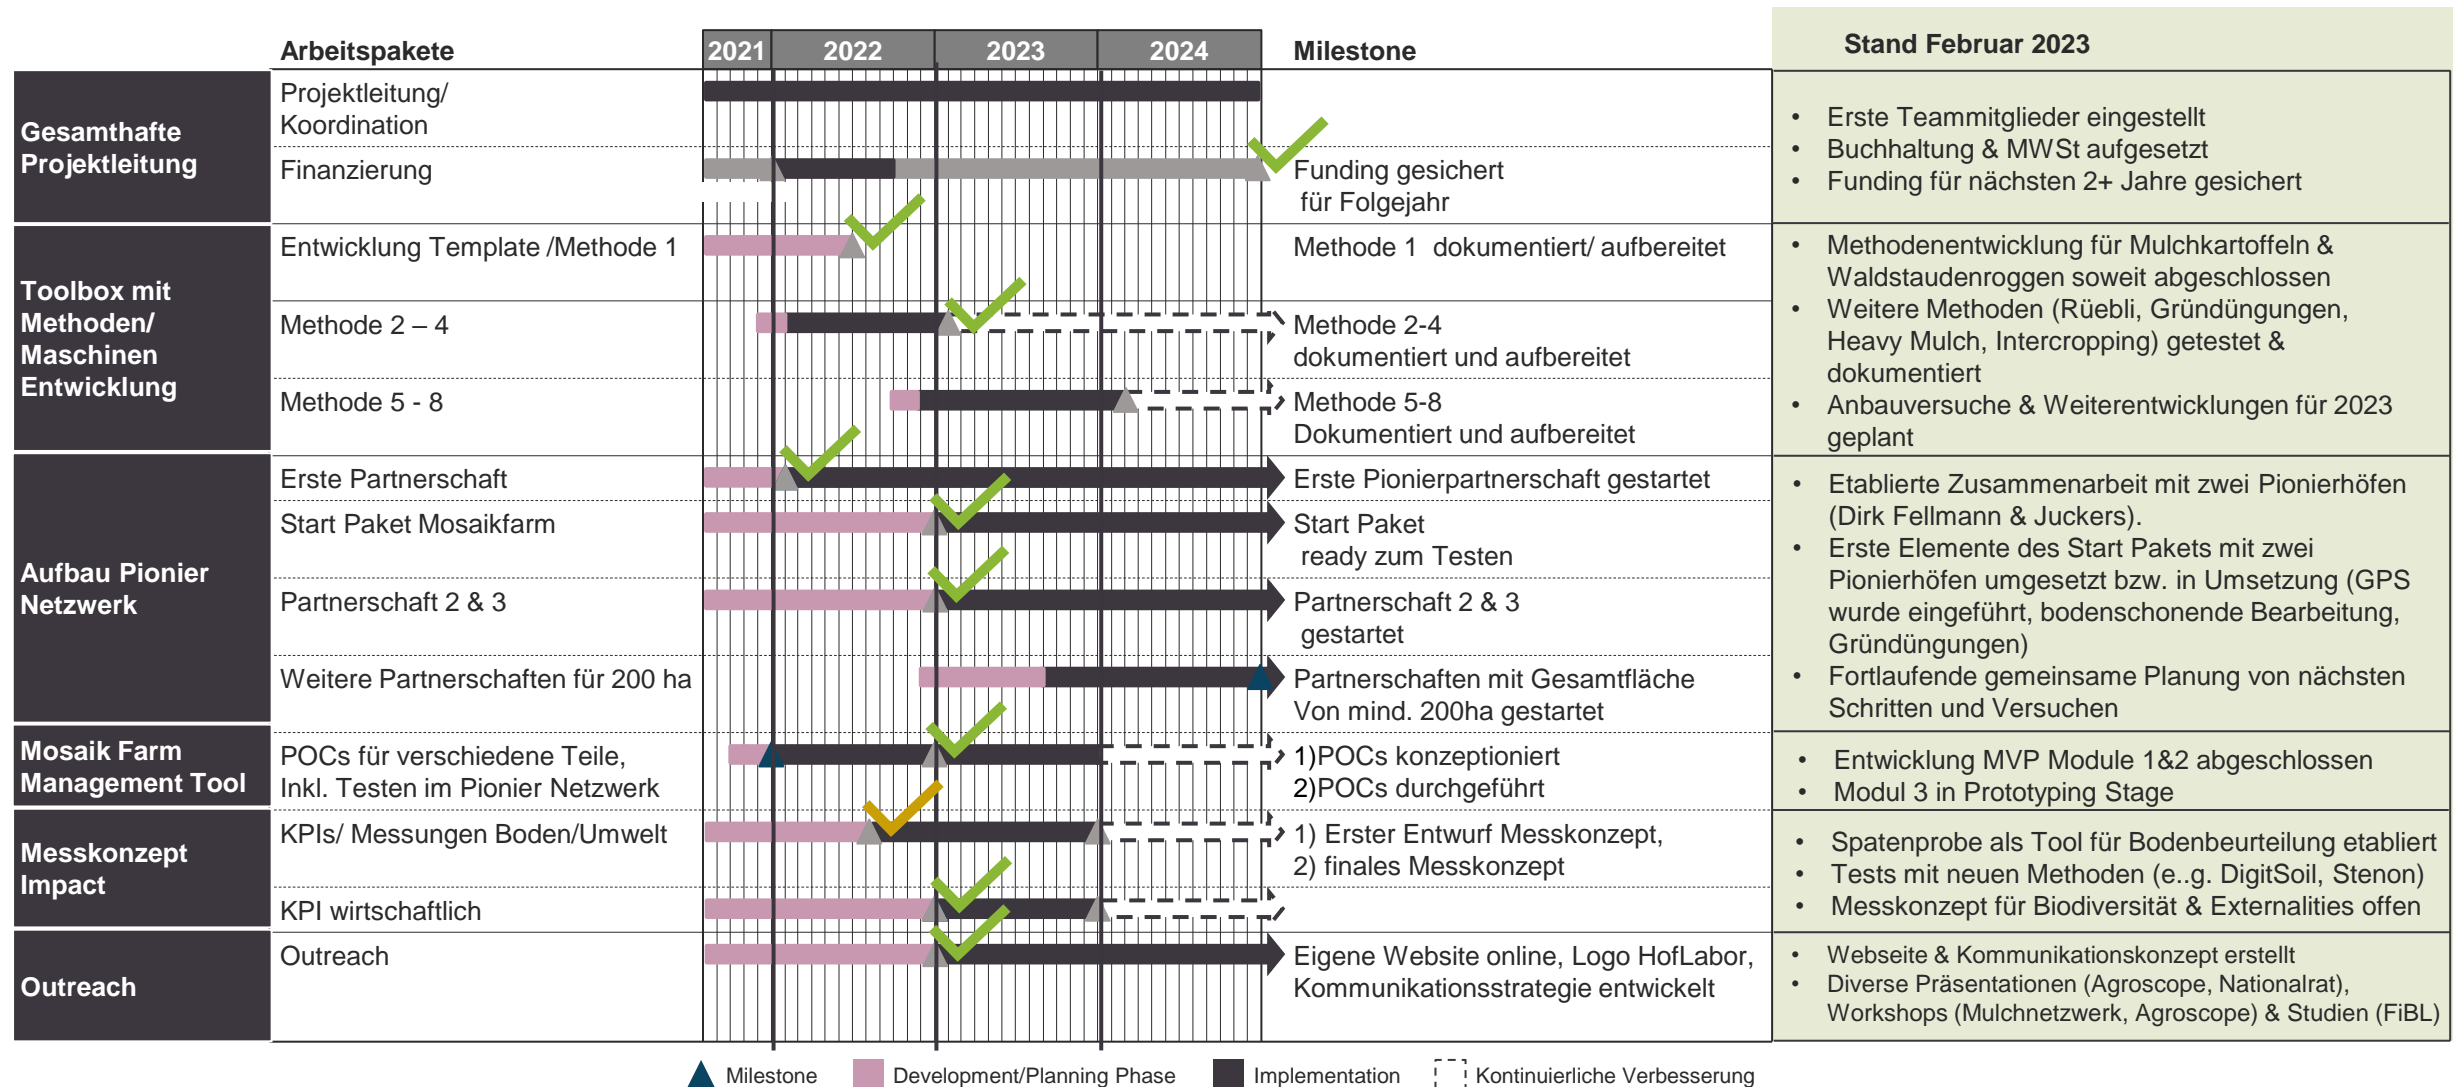 Arbeitspakete
2021
2022
2023
2024
Milestone
Stand Februar 2023
Gesamthafte
Projektleitung
Projektleitung/
Koordination
Finanzierung
Funding gesichert
für Folgejahr
• Erste Teammitglieder eingestellt
• Buchhaltung & MWSt aufgesetzt
• Funding für nächsten 2+ Jahre gesichert
Toolbox mit
Methoden/
Maschinen
Entwicklung
Entwicklung Template /Methode 1
Methode 1 dokumentiert/ aufbereitet
Methode 2 – 4
Methode 2-4
dokumentiert und aufbereitet
Methode 5 - 8
Methode 5-8
Dokumentiert und aufbereitet
• Methodenentwicklung für Mulchkartoffeln &
Waldstaudenroggen soweit abgeschlossen
• Weitere Methoden (Rüebli, Gründüngungen,
Heavy Mulch, Intercropping) getestet &
dokumentiert
• Anbauversuche & Weiterentwicklungen für 2023
geplant
Aufbau Pionier
Netzwerk
Erste Partnerschaft
Erste Pionierpartnerschaft gestartet
Start Paket Mosaikfarm
Start Paket
ready zum Testen
Partnerschaft 2 & 3
Partnerschaft 2 & 3
gestartet
Weitere Partnerschaften für 200 ha
Partnerschaften mit Gesamtfläche
Von mind. 200ha gestartet
• Etablierte Zusammenarbeit mit zwei Pionierhöfen
(Dirk Fellmann & Juckers).
• Erste Elemente des Start Pakets mit zwei
Pionierhöfen umgesetzt bzw. in Umsetzung (GPS
wurde eingeführt, bodenschonende Bearbeitung,
Gründüngungen)
• Fortlaufende gemeinsame Planung von nächsten
Schritten und Versuchen
Mosaik Farm
Management Tool
POCs für verschiedene Teile,
Inkl. Testen im Pionier Netzwerk
1)POCs konzeptioniert
2)POCs durchgeführt
• Entwicklung MVP Module 1&2 abgeschlossen
• Modul 3 in Prototyping Stage
Messkonzept
Impact
KPIs/ Messungen Boden/Umwelt
1) Erster Entwurf Messkonzept,
2) finales Messkonzept
KPI wirtschaftlich
• Spatenprobe als Tool für Bodenbeurteilung etabliert
• Tests mit neuen Methoden (e..g. DigitSoil, Stenon)
• Messkonzept für Biodiversität & Externalities offen
Outreach
Outreach
Eigene Website online, Logo HofLabor,
Kommunikationsstrategie entwickelt
• Webseite & Kommunikationskonzept erstellt
• Diverse Präsentationen (Agroscope, Nationalrat),
Workshops (Mulchnetzwerk, Agroscope) & Studien (FiBL)
Milestone
Development/Planning Phase
Implementation
Kontinuierliche Verbesserung